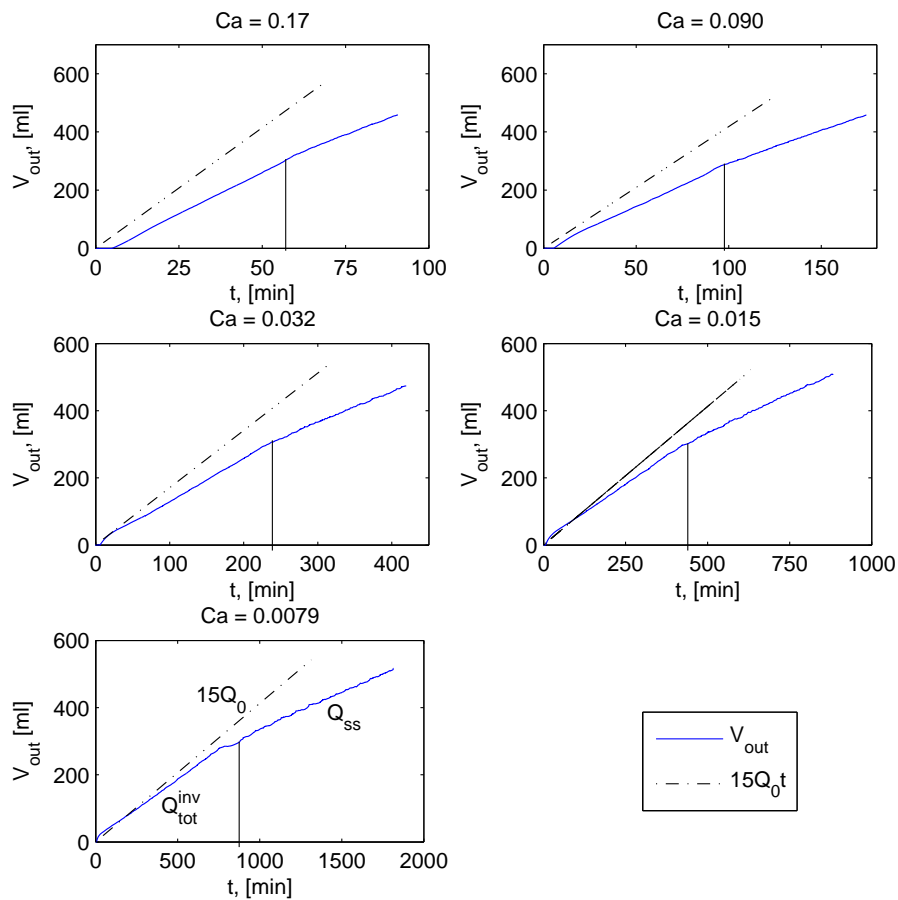 Ca = 0.17
V_out, [ml]
600
400
200
0
0 25 50 75 100
t, [min]
Ca = 0.090
V_out, [ml]
600
400
200
0
0 50 100 150
t, [min]
Ca = 0.032
V_out, [ml]
600
400
200
0
0 100 200 300 400
t, [min]
Ca = 0.015
V_out, [ml]
600
400
200
0
0 250 500 750 1000
t, [min]
Ca = 0.0079
V_out [ml]
600
400
200
0
15Q_0
Q_ss
Q_tot^inv
0 500 1000 1500 2000
t, [min]
V_out
15Q_0t